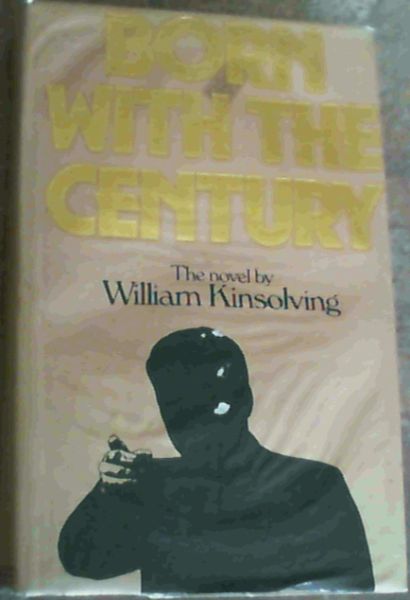 BORN
WITH THE
CENTURY
The novel by
William Kinsolving